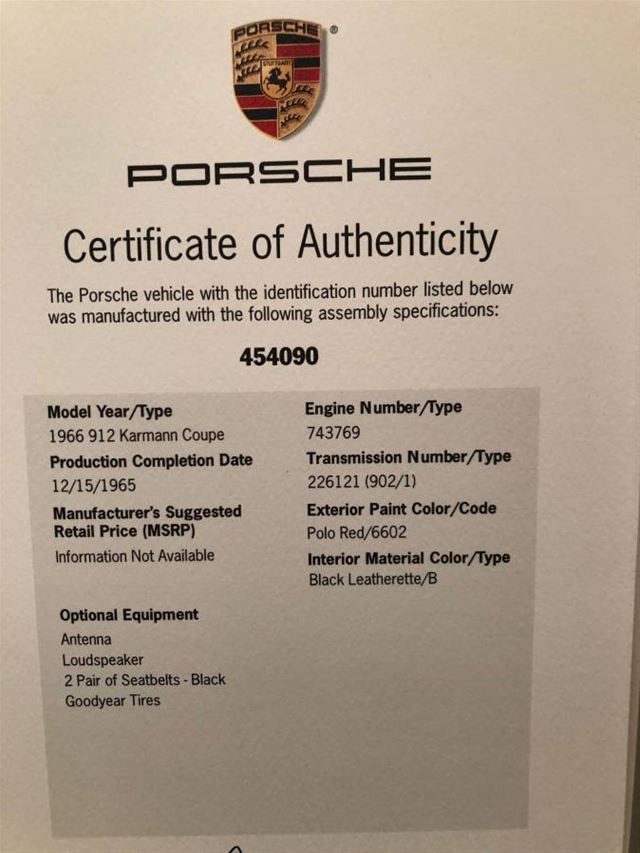 PORSCHE
®
STUTTGART
PORSCHE
Certificate of Authenticity
The Porsche vehicle with the identification number listed below
was manufactured with the following assembly specifications:
454090
Model Year/Type
1966 912 Karmann Coupe
Production Completion Date
12/15/1965
Manufacturer's Suggested
Retail Price (MSRP)
Information Not Available
Engine Number/Type
743769
Transmission Number/Type
226121 (902/1)
Exterior Paint Color/Code
Polo Red/6602
Interior Material Color/Type
Black Leatherette/B
Optional Equipment
Antenna
Loudspeaker
2 Pair of Seatbelts - Black
Goodyear Tires